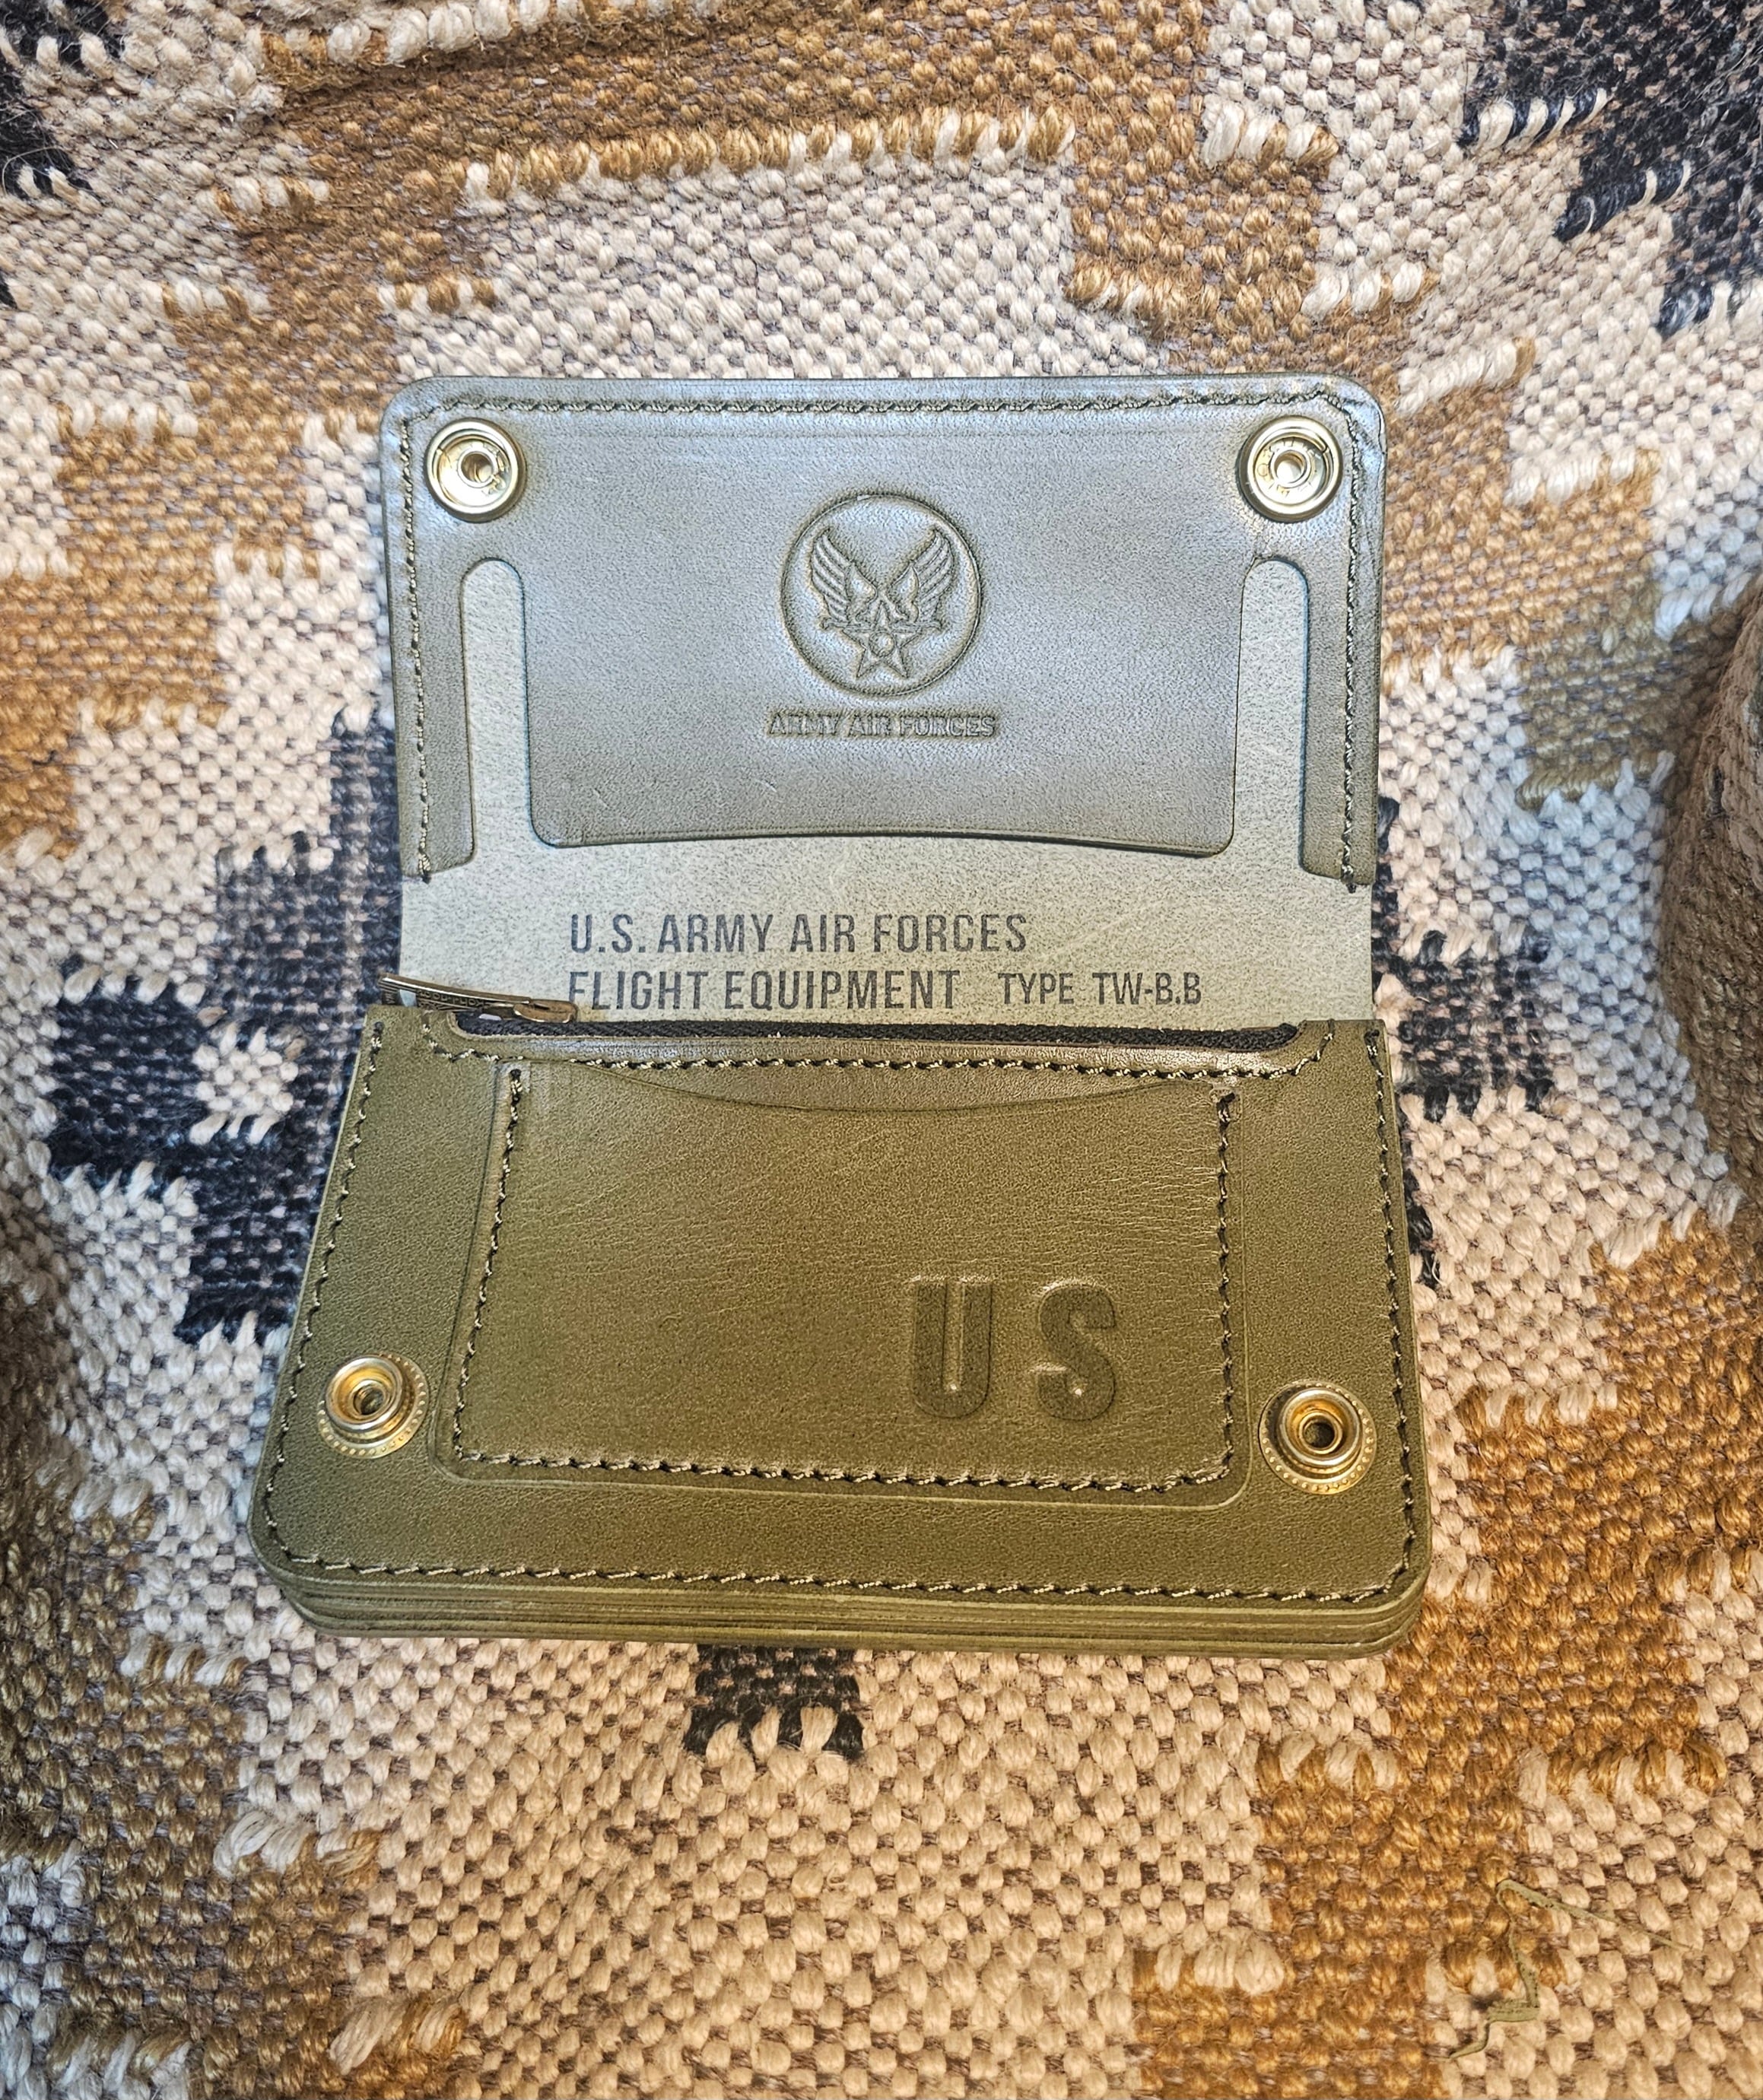 ARMY AIR FORCES
U.S. ARMY AIR FORCES
FLIGHT EQUIPMENT TYPE TW-B.B
US